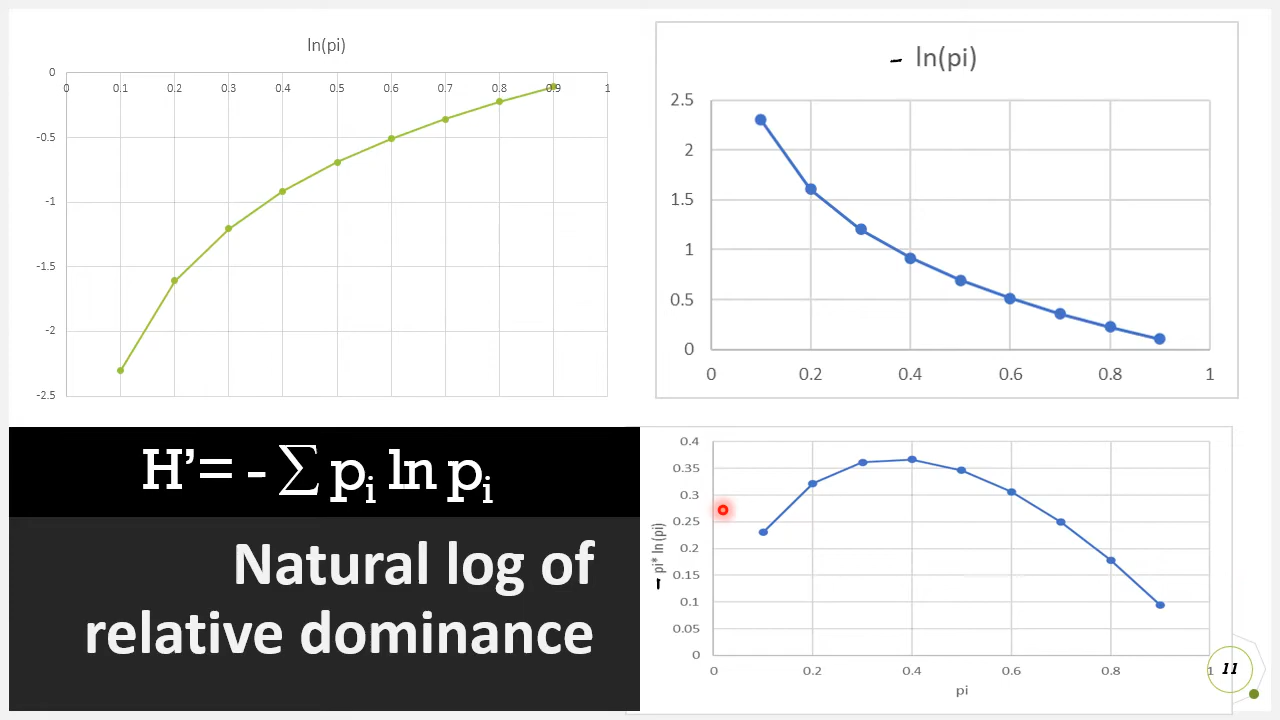 ln(pi)
0
0 0.1 0.2 0.3 0.4 0.5 0.6 0.7 0.8 0.9 1
-0.5
-1
-1.5
-2
-2.5
- ln(pi)
2.5
2
1.5
1
0.5
0
0 0.2 0.4 0.6 0.8 1
H’= - ∑ pi ln pi
Natural log of
relative dominance
- pi* ln(pi)
0.4
0.35
0.3
0.25
0.2
0.15
0.1
0.05
0
0 0.2 0.4 0.6 0.8 1
pi
11